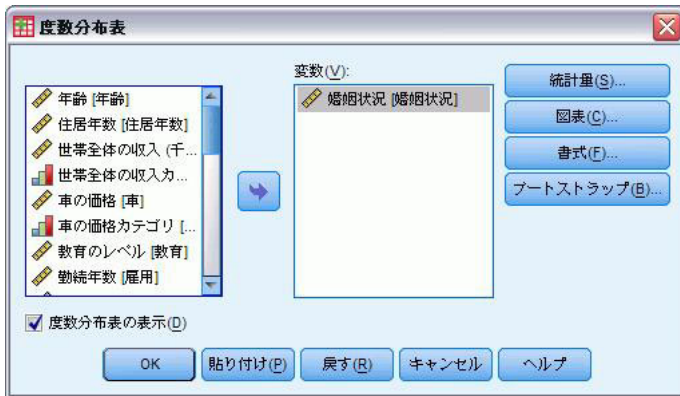 度数分布表
変数(V):
年齢 [年齢]
住居年数 [住居年数]
世帯全体の収入 (千...
世帯全体の収入カ...
車の価格 [車]
車の価格カテゴリ [...
教育のレベル [教育]
勤続年数 [雇用]
婚姻状況 [婚姻状況]
統計量(S)...
図表(C)...
書式(F)...
ブートストラップ(B)...
度数分布表の表示(D)
OK
貼り付け(P)
戻す(R)
キャンセル
ヘルプ